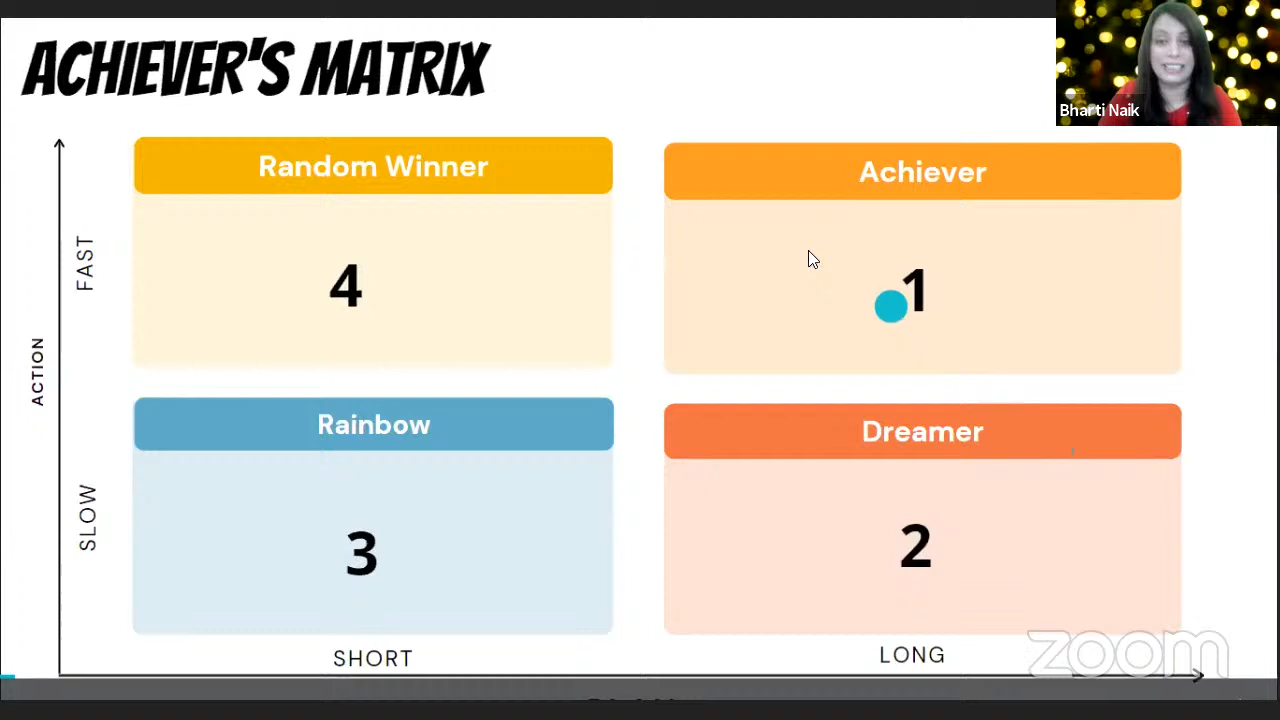 ACHIEVER'S MATRIX
Bharti Naik
Random Winner
Achiever
FAST
4
1
ACTION
Rainbow
Dreamer
SLOW
3
2
SHORT
LONG
zoom